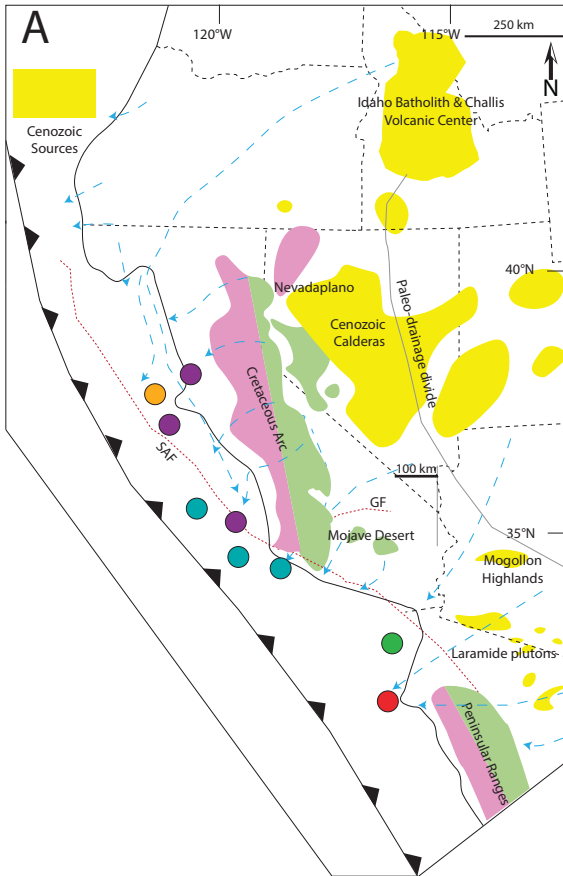 A
120°W
115°W
250 km
N
Cenozoic
Sources
Idaho Batholith & Challis
Volcanic Center
40°N
Nevadaplano
Cenozoic
Calderas
Paleo-drainage divide
Cretaceous Arc
SAF
100 km
GF
35°N
Mojave Desert
Mogollon
Highlands
Laramide plutons
Peninsular Ranges